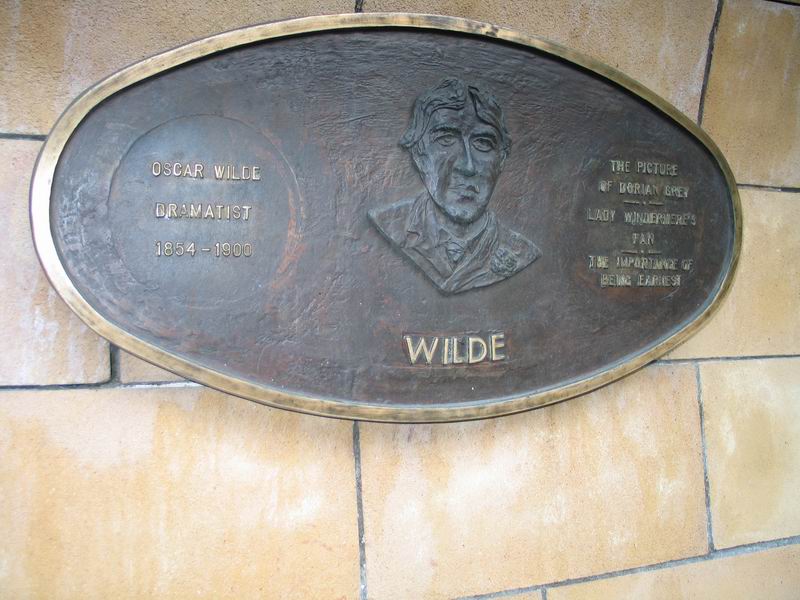 OSCAR WILDE
DRAMATIST
1854-1900
WILDE
THE PICTURE
OF DORIAN GREY
LADY WINDERMERE'S
FAN
THE IMPORTANCE OF
BEING EARNEST